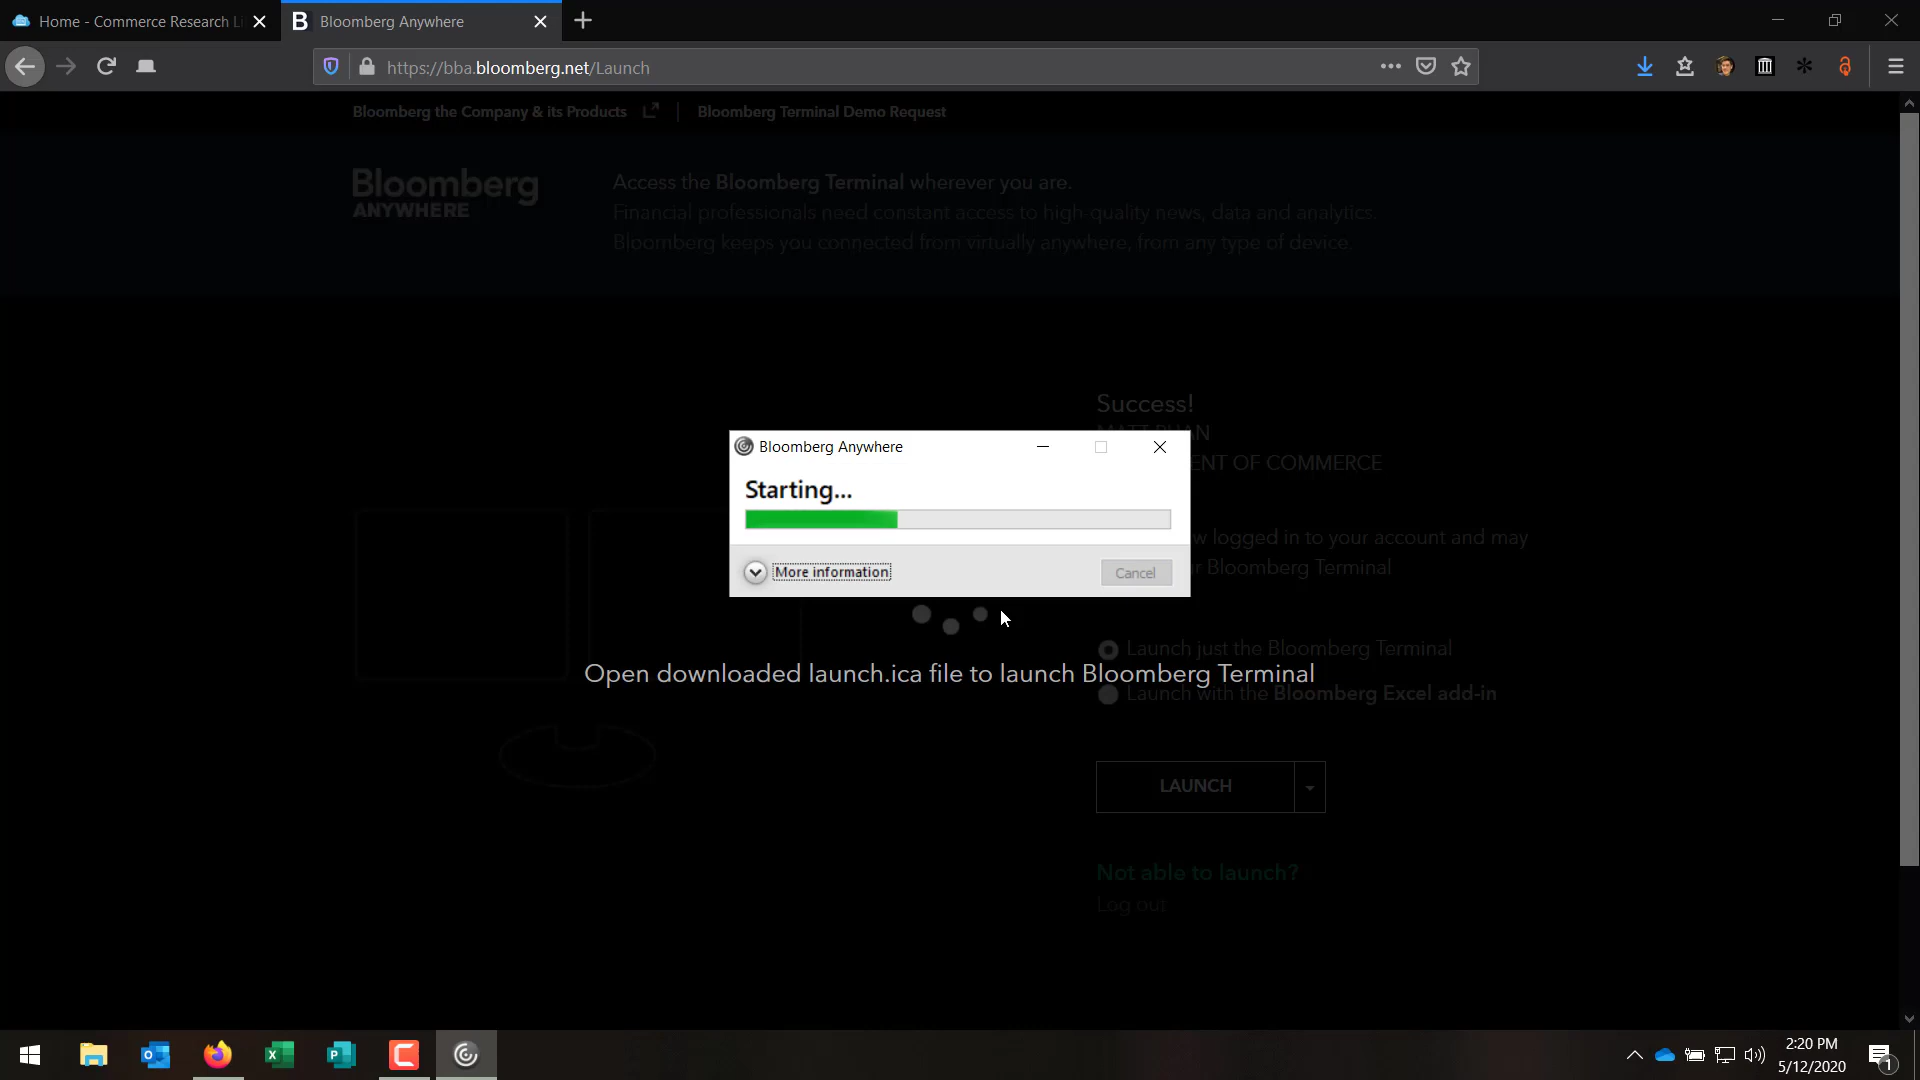 Home - Commerce Research Li
Bloomberg Anywhere
https://bba.bloomberg.net/Launch
Bloomberg the Company & its Products
Bloomberg Terminal Demo Request
Bloomberg
ANYWHERE
Access the Bloomberg Terminal wherever you are.
Financial professionals need constant access to high-quality news, data and analytics.
Bloomberg keeps you connected from virtually anywhere, from any type of device.
Success!
ENT OF COMMERCE
Bloomberg Anywhere
Starting...
More information
Cancel
w logged in to your account and may
r Bloomberg Terminal
Launch just the Bloomberg Terminal
Open downloaded launch.ica file to launch Bloomberg Terminal
Launch with the Bloomberg Excel add-in
LAUNCH
Not able to launch?
Log out
2:20 PM
5/12/2020
1